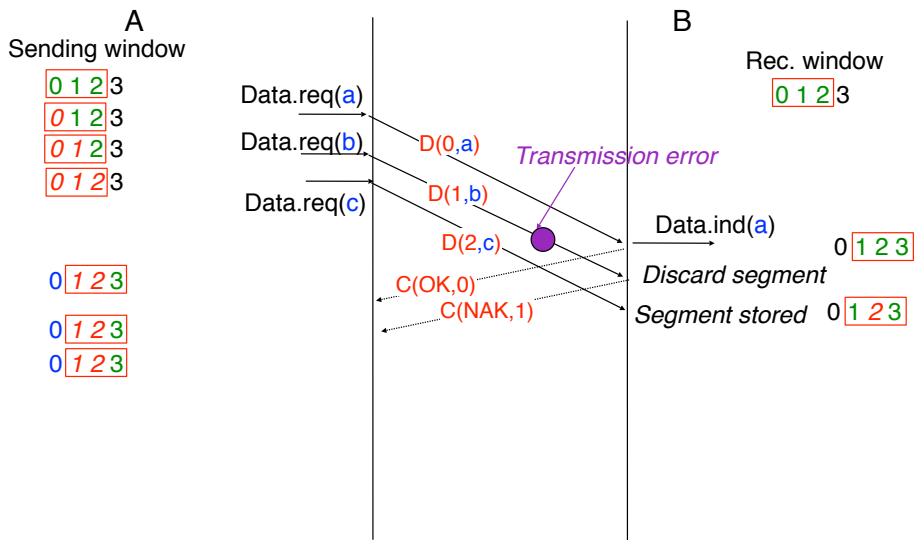 A
B
Sending window
Rec. window
0 1 2 3
0 1 2 3
Data.req(a)
0 1 2 3
Data.req(b)
D(0,a)
Transmission error
0 1 2 3
0 1 2 3
D(1,b)
Data.req(c)
Data.ind(a)
D(2,c)
0 1 2 3
Discard segment
0 1 2 3
C(OK,0)
C(NAK,1)
Segment stored
0 1 2 3
0 1 2 3
0 1 2 3